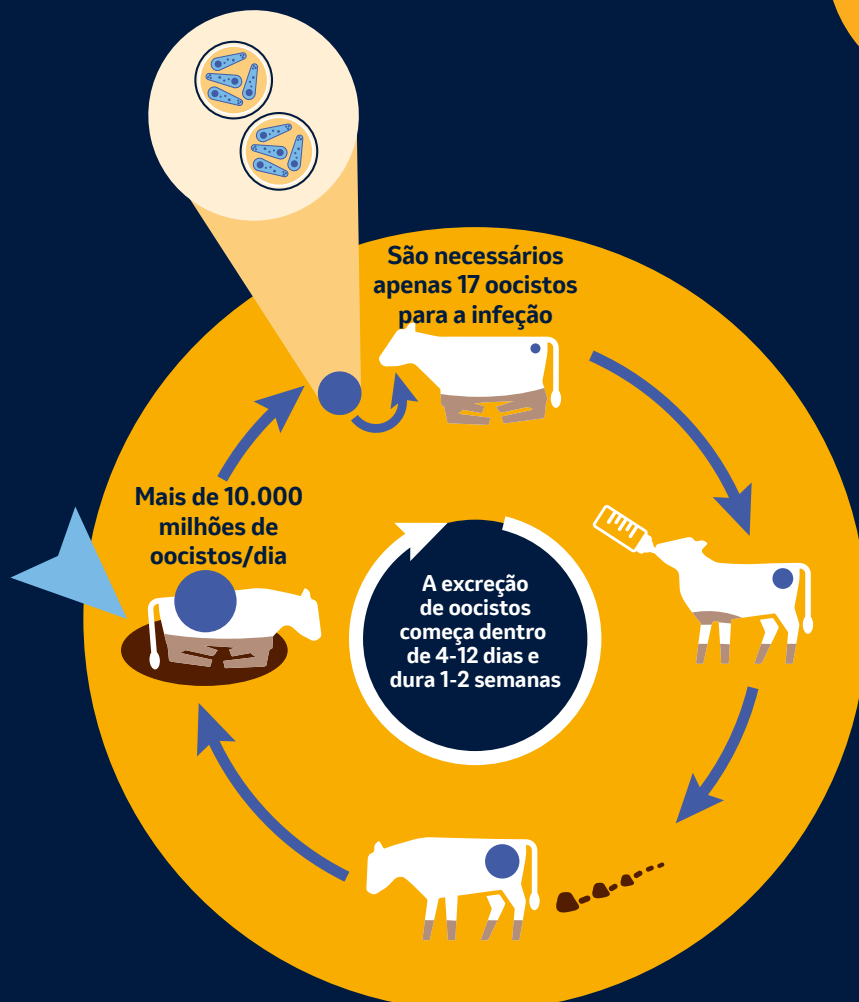 São necessários
apenas 17 oocistos
para a infeção
Mais de 10.000
milhões de
oocistos/dia
A excreção
de oocistos
começa dentro
de 4-12 dias e
dura 1-2 semanas